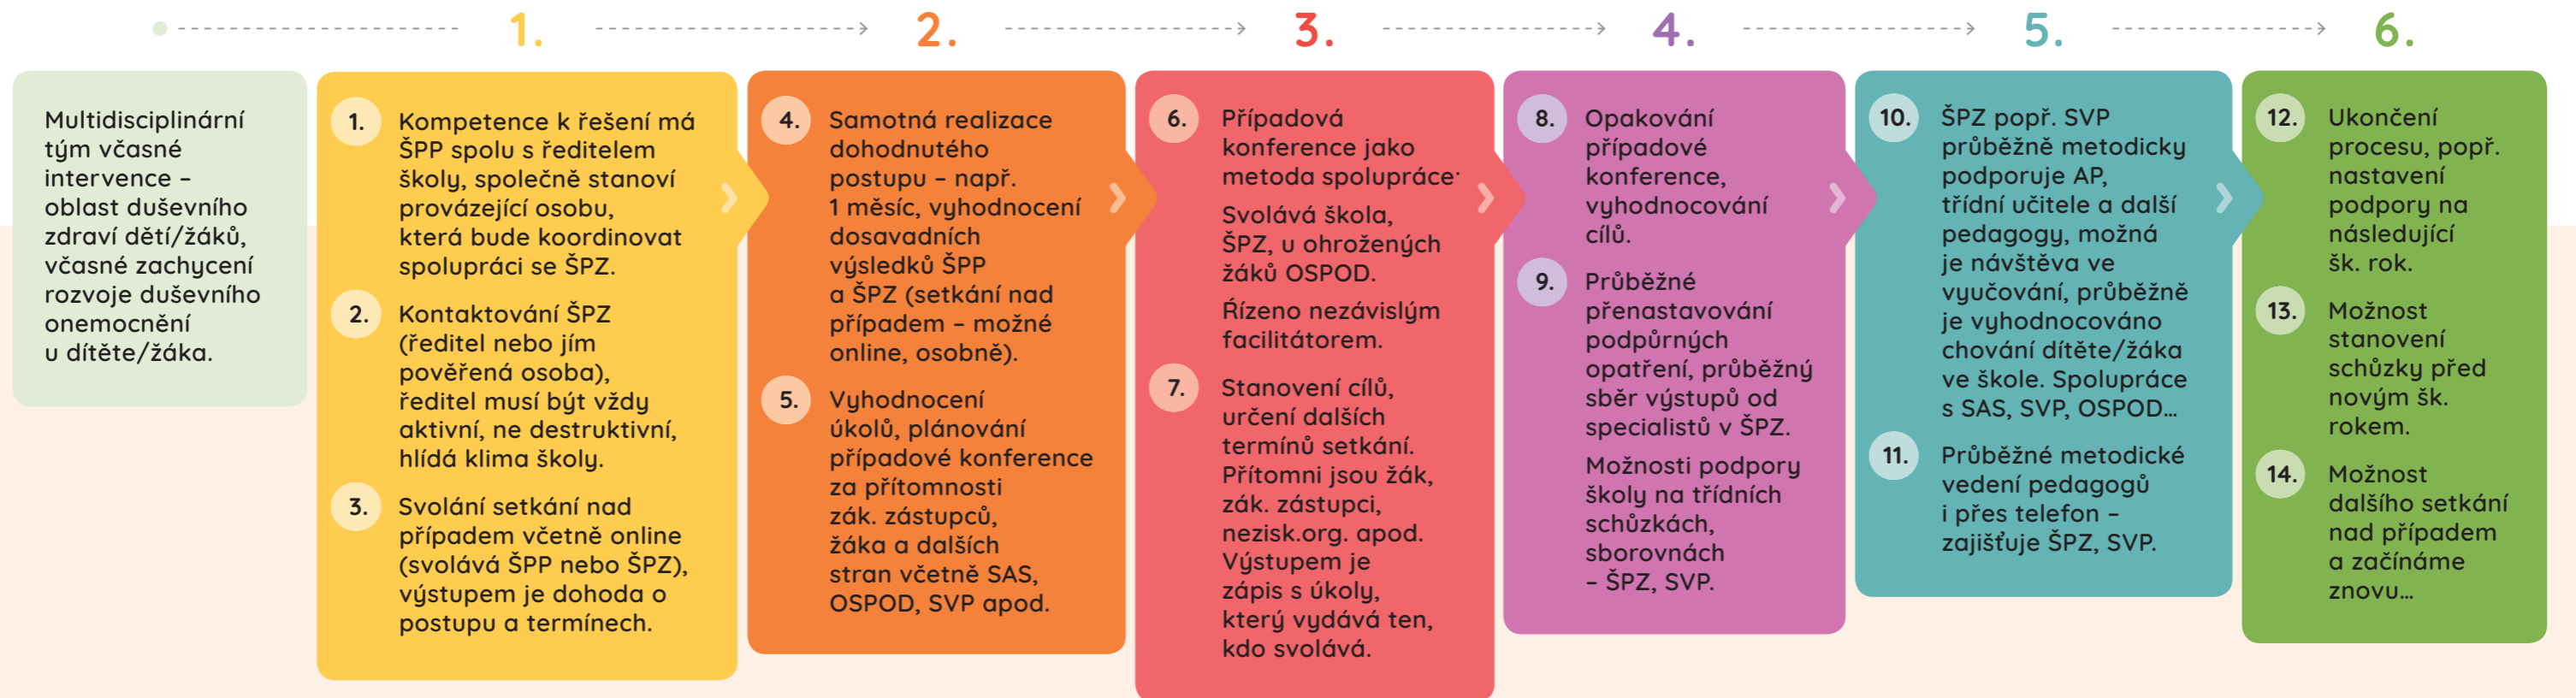 1.
2.
3.
4.
5.
6.
Multidisciplinární
tým včasné
intervence –
oblast duševního
zdraví dětí/žáků,
včasné zachycení
rozvoje duševního
onemocnění
u dítěte/žáka.
1. Kompetence k řešení má
ŠPP spolu s ředitelem
školy, společně stanoví
provázející osobu,
která bude koordinovat
spolupráci se ŠPZ.
2. Kontaktování ŠPZ
(ředitel nebo jím
pověřená osoba),
ředitel musí být vždy
aktivní, ne destruktivní,
hlídá klima školy.
3. Svolání setkání nad
případem včetně online
(svolává ŠPP nebo ŠPZ),
výstupem je dohoda o
postupu a termínech.
4. Samotná realizace
dohodnutého
postupu – např.
1 měsíc, vyhodnocení
dosavadních
výsledků ŠPP
a ŠPZ (setkání nad
případem – možné
online, osobně).
5. Vyhodnocení
úkolů, plánování
případové konference
za přítomnosti
zák. zástupců,
žáka a dalších
stran včetně SAS,
OSPOD, SVP apod.
6. Případová
konference jako
metoda spolupráce·
Svolává škola,
ŠPZ, u ohrožených
žáků OSPOD.
Řízeno nezávislým
facilitátorem.
7. Stanovení cílů,
určení dalších
termínů setkání.
Přítomni jsou žák,
zák. zástupci,
nezisk.org. apod.
Výstupem je
zápis s úkoly,
který vydává ten,
kdo svolává.
8. Opakování
případové
konference,
vyhodnocování
cílů.
9. Průběžné
přenastavování
podpůrných
opatření, průběžný
sběr výstupů od
specialistů v ŠPZ.
Možnosti podpory
školy na třídních
schůzkách,
sborovnách
– ŠPZ, SVP.
10. ŠPZ popř. SVP
průběžně metodicky
podporuje AP,
třídní učitele a další
pedagogy, možná
je návštěva ve
vyučování, průběžně
je vyhodnocováno
chování dítěte/žáka
ve škole. Spolupráce
s SAS, SVP, OSPOD...
11. Průběžné metodické
vedení pedagogů
i přes telefon –
zajišťuje ŠPZ, SVP.
12. Ukončení
procesu, popř.
nastavení
podpory na
následující
šk. rok.
13. Možnost
stanovení
schůzky před
novým šk.
rokem.
14. Možnost
dalšího setkání
nad případem
a začínáme
znovu...